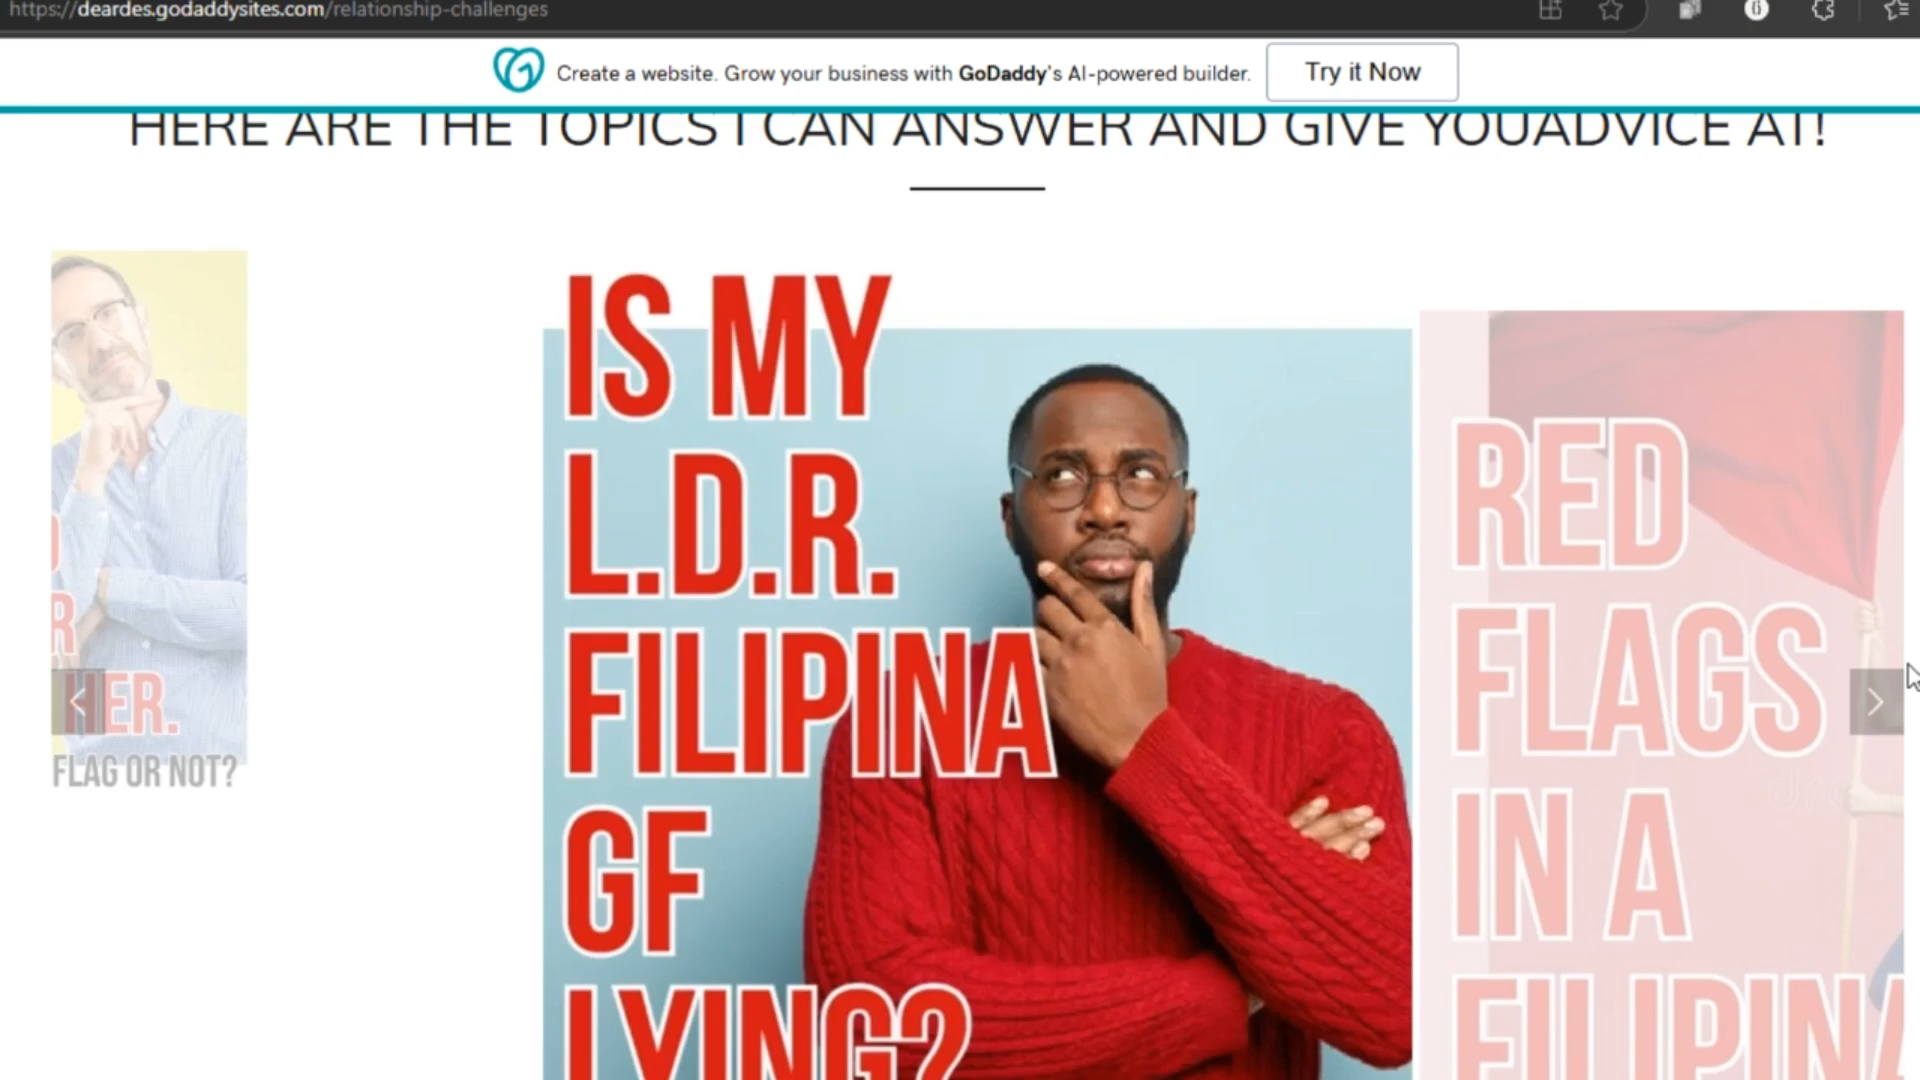 https://deardes.godaddysites.com/relationship-challenges
Create a website. Grow your business with GoDaddy's AI-powered builder.
Try it Now
HERE ARE THE TOPICS I CAN ANSWER AND GIVE YOUADVICE AT!
HER.
FLAG OR NOT?
IS MY
L.D.R.
FILIPINA
GF
LYING?
RED
FLAGS
IN A
FILIPINA